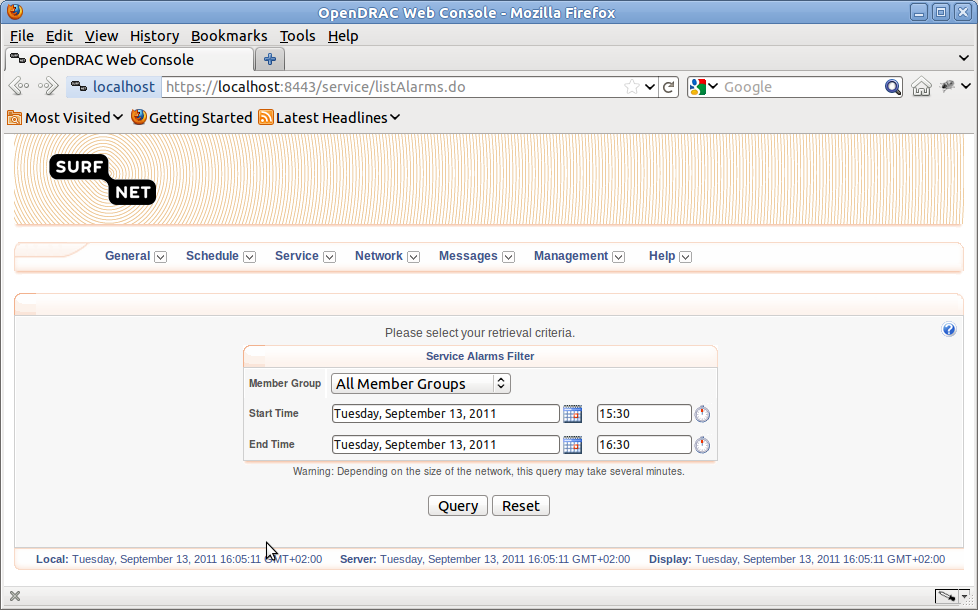 OpenDRAC Web Console - Mozilla Firefox
File Edit View History Bookmarks Tools Help
OpenDRAC Web Console
localhost https://localhost:8443/service/listAlarms.do Google
Most Visited Getting Started Latest Headlines
SURF
NET
General Schedule Service Network Messages Management Help
Please select your retrieval criteria.
Service Alarms Filter
Member Group All Member Groups
Start Time Tuesday, September 13, 2011 15:30
End Time Tuesday, September 13, 2011 16:30
Warning: Depending on the size of the network, this query may take several minutes.
Query Reset
Local: Tuesday, September 13, 2011 16:05:11 GMT+02:00 Server: Tuesday, September 13, 2011 16:05:11 GMT+02:00 Display: Tuesday, September 13, 2011 16:05:11 GMT+02:00